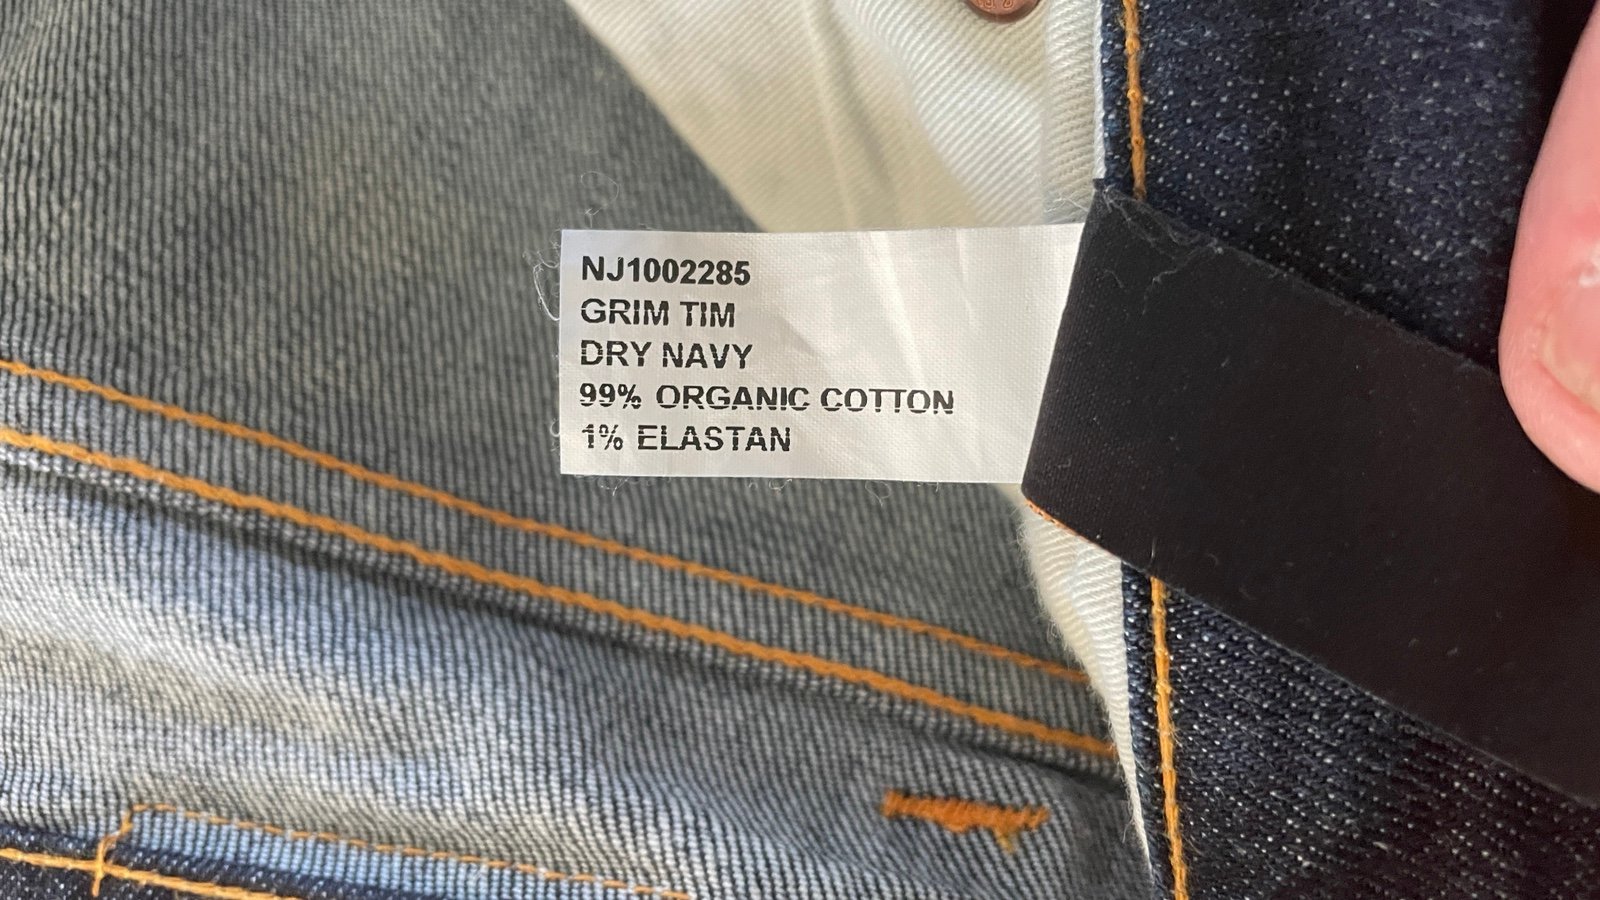 NJ1002285
GRIM TIM
DRY NAVY
99% ORGANIC COTTON
1% ELASTAN